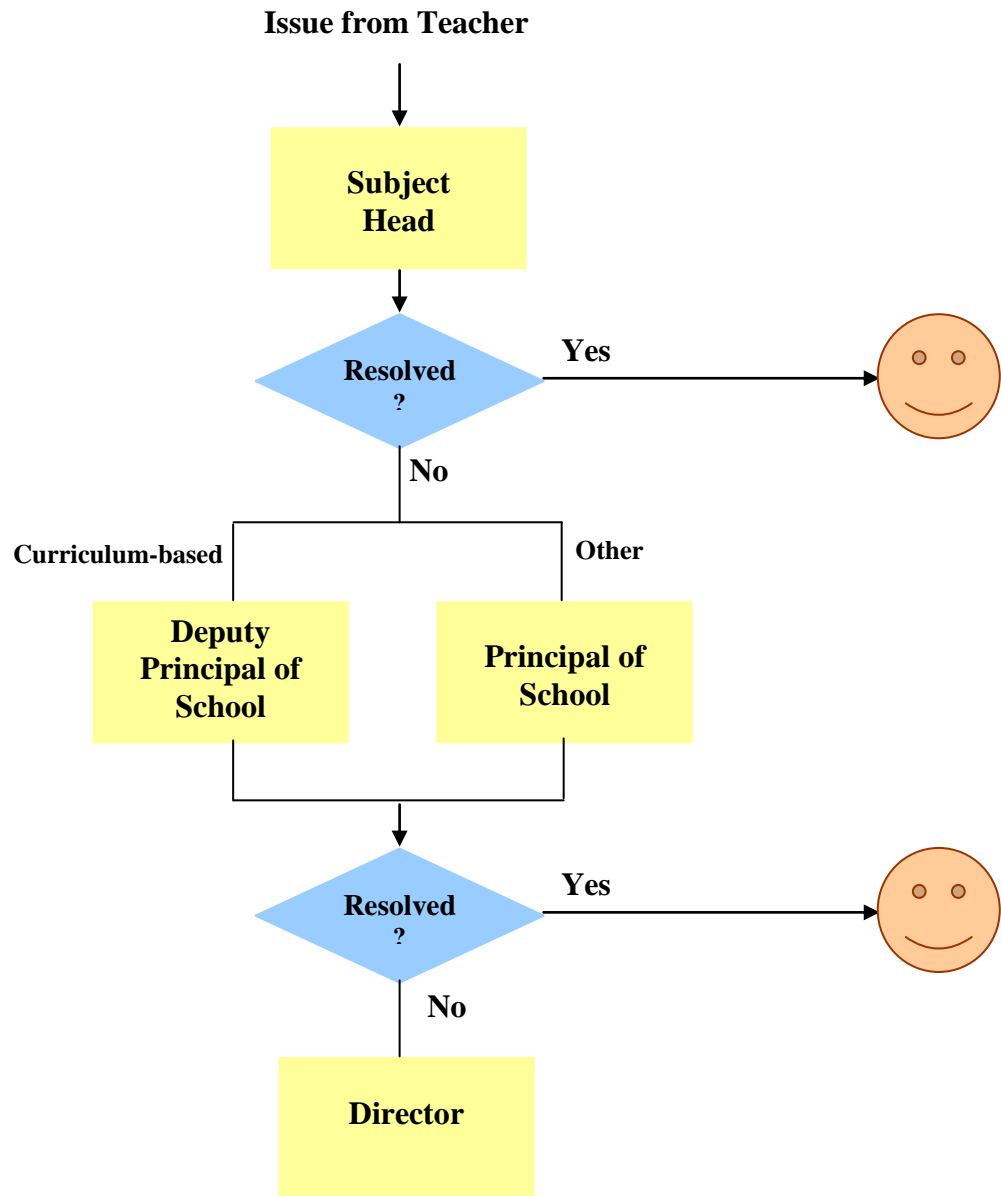 Issue from Teacher
Subject
Head
Resolved
?
Yes
No
Curriculum-based
Other
Deputy
Principal of
School
Principal of
School
Resolved
?
Yes
No
Director